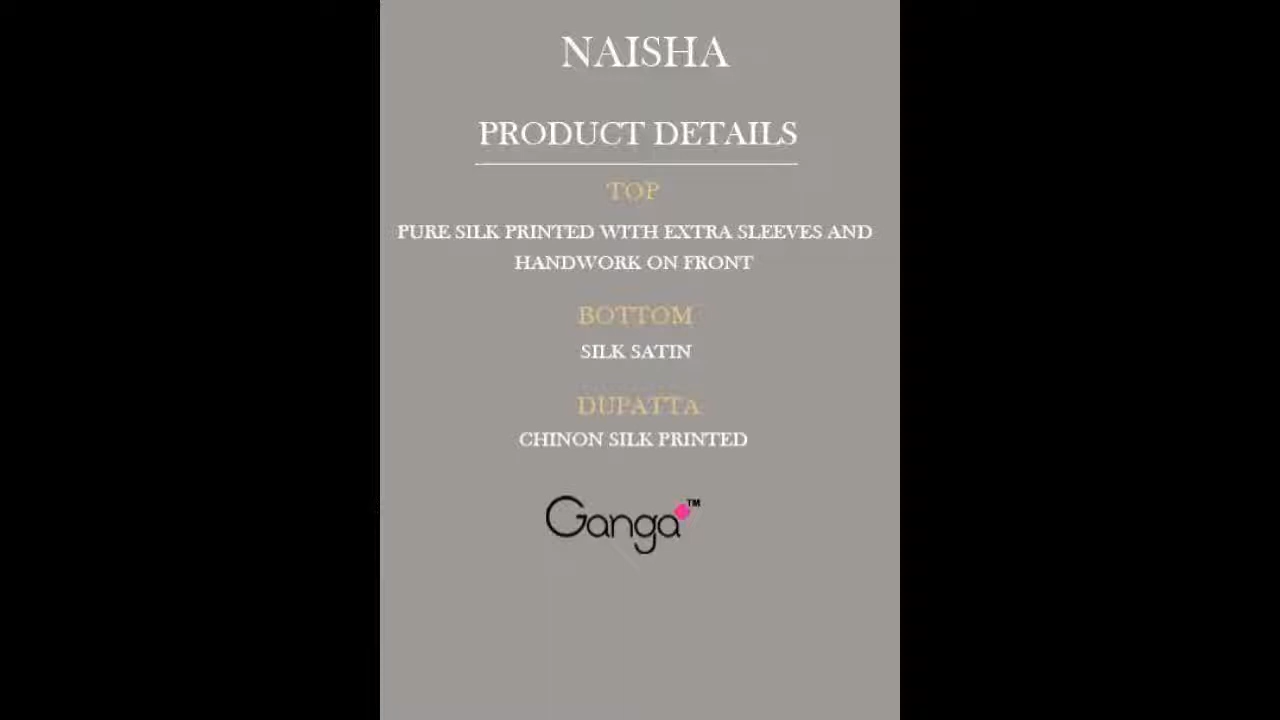 NAISHA
PRODUCT DETAILS
TOP
PURE SILK PRINTED WITH EXTRA SLEEVES AND
HANDWORK ON FRONT
BOTTOM
SILK SATIN
DUPATTA
CHINON SILK PRINTED
Ganga™